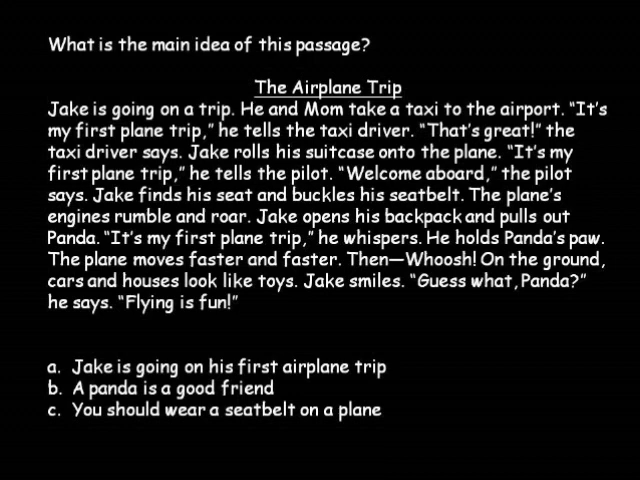 What is the main idea of this passage?
The Airplane Trip
Jake is going on a trip. He and Mom take a taxi to the airport. “It’s
my first plane trip,” he tells the taxi driver. “That’s great!” the
taxi driver says. Jake rolls his suitcase onto the plane. “It’s my
first plane trip,” he tells the pilot. “Welcome aboard,” the pilot
says. Jake finds his seat and buckles his seatbelt. The plane’s
engines rumble and roar. Jake opens his backpack and pulls out
Panda. “It’s my first plane trip,” he whispers. He holds Panda’s paw.
The plane moves faster and faster. Then—Whoosh! On the ground,
cars and houses look like toys. Jake smiles. “Guess what, Panda?”
he says. “Flying is fun!”
a. Jake is going on his first airplane trip
b. A panda is a good friend
c. You should wear a seatbelt on a plane